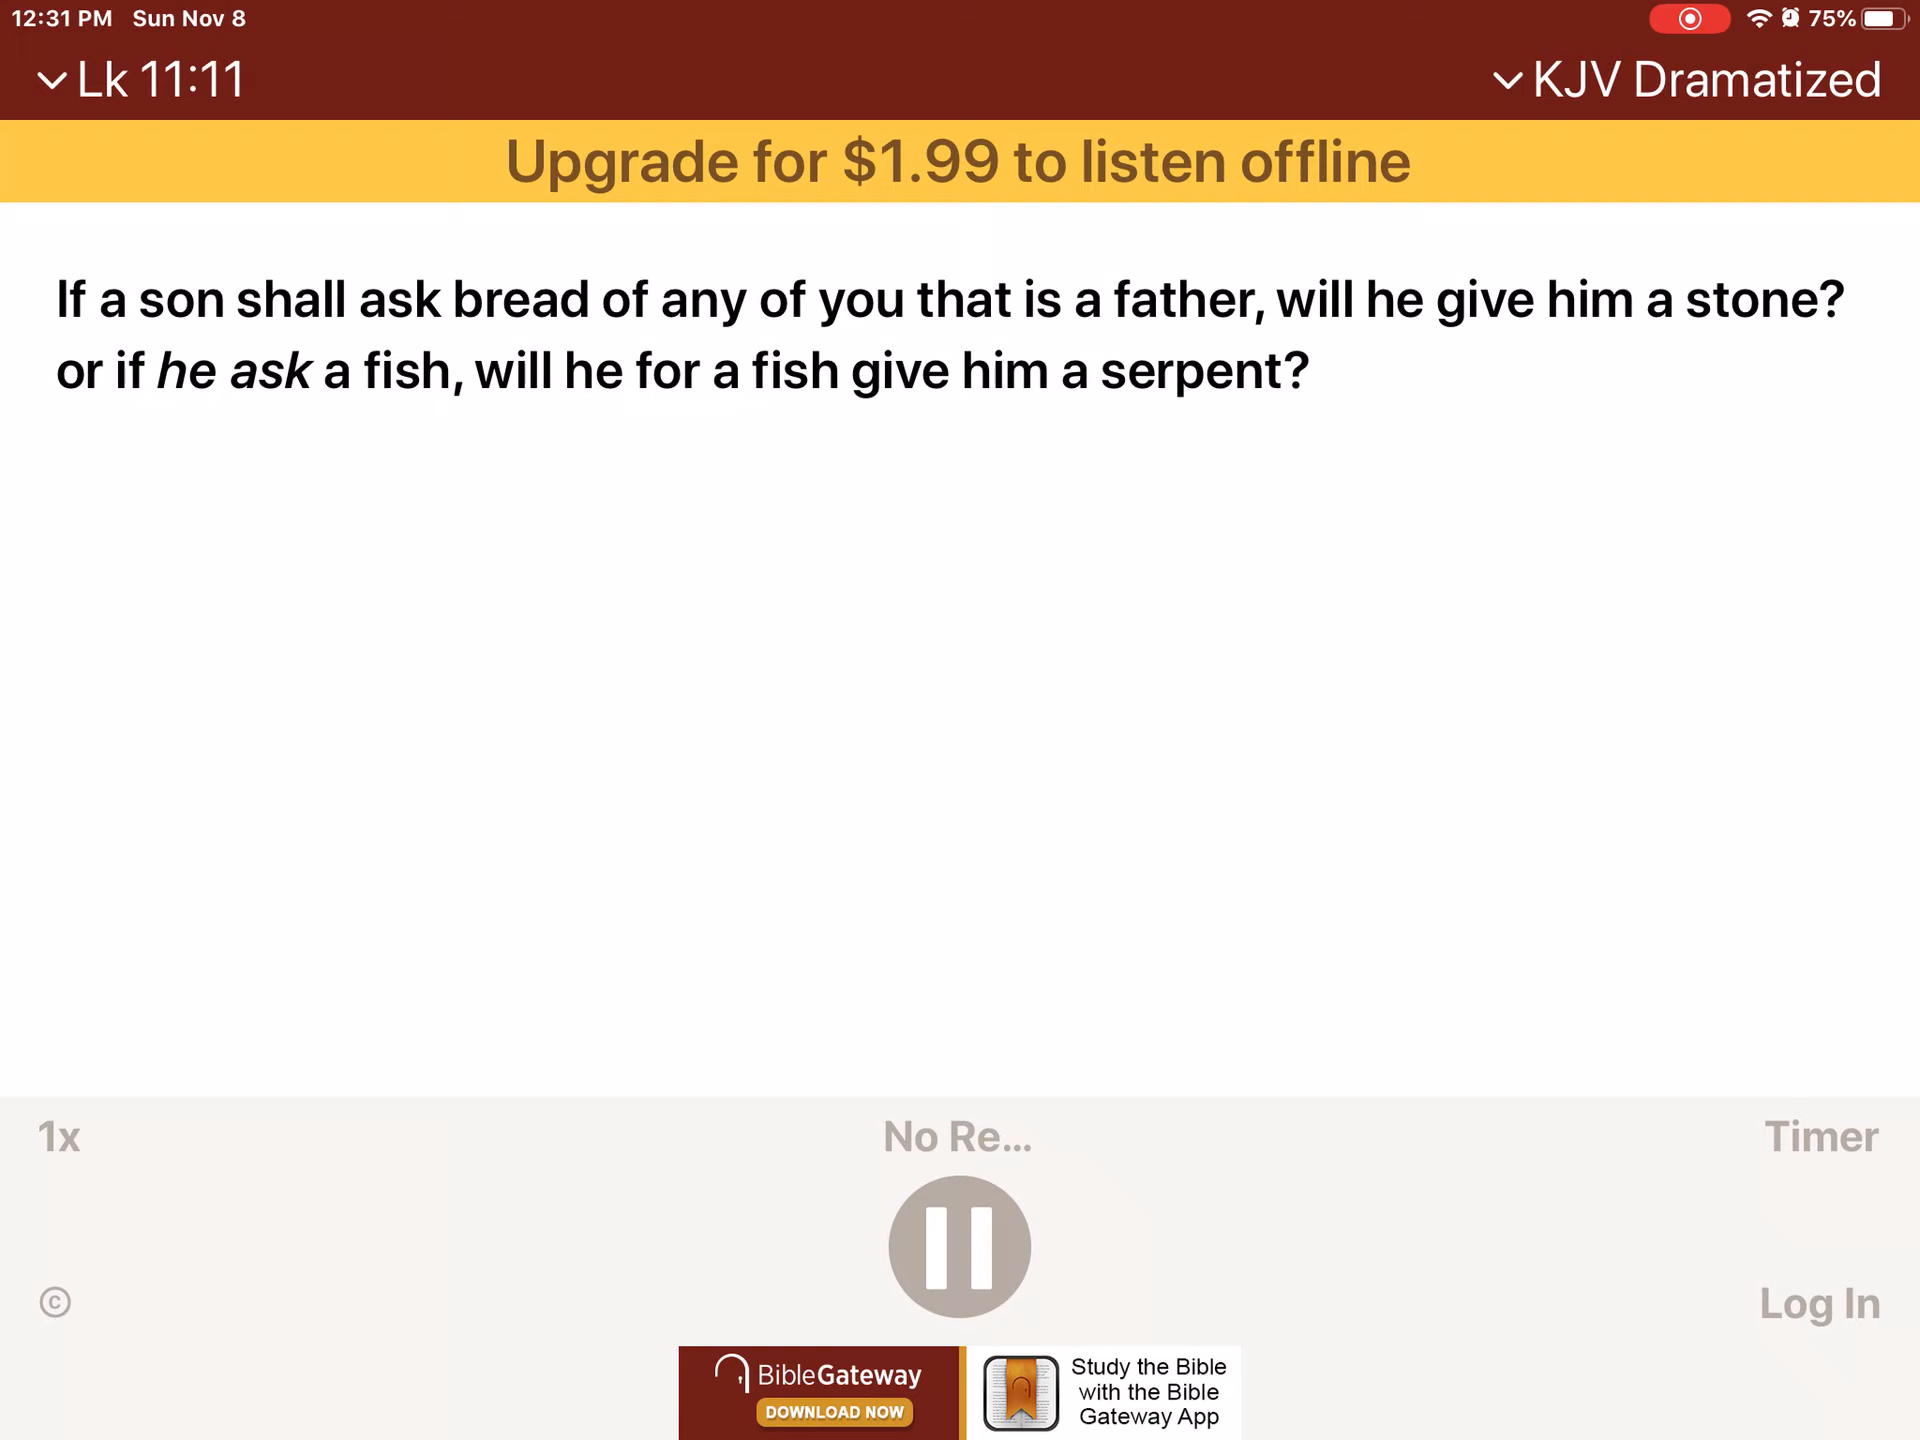 12:31 PM Sun Nov 8 75%
Lk 11:11 KJV Dramatized
Upgrade for $1.99 to listen offline
If a son shall ask bread of any of you that is a father, will he give him a stone?
or if he ask a fish, will he for a fish give him a serpent?
1x No Re... Timer
© Log In
BibleGateway
DOWNLOAD NOW
Study the Bible
with the Bible
Gateway App